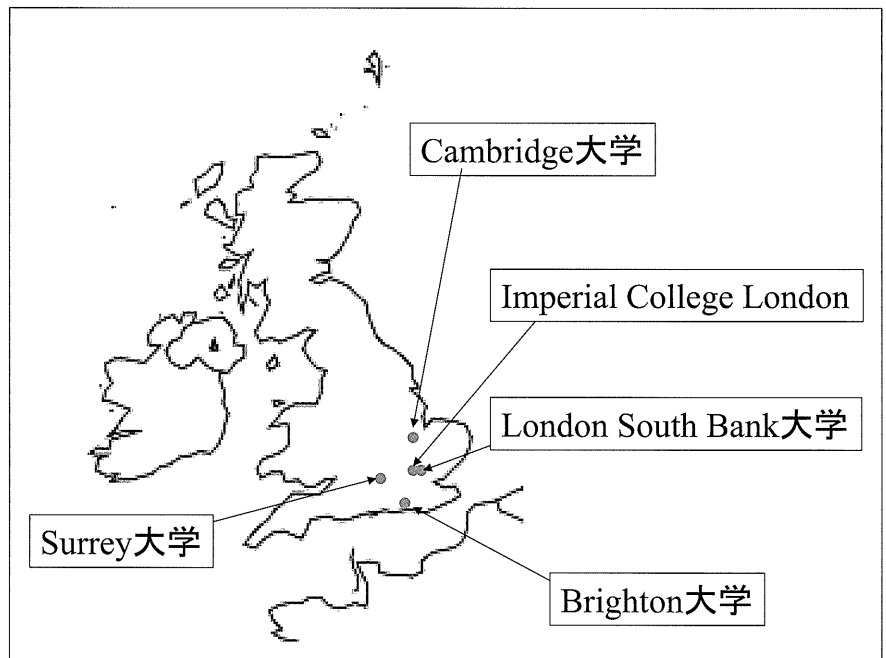 Cambridge大学
Imperial College London
London South Bank大学
Surrey大学
Brighton大学